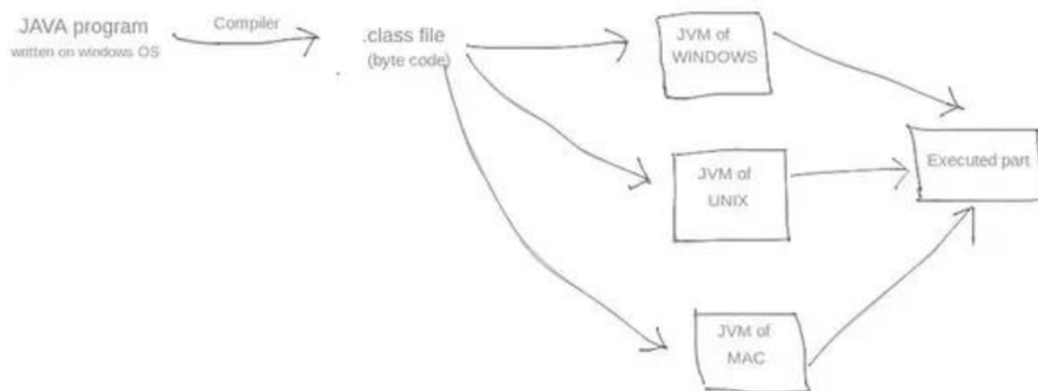 JAVA program
written on windows OS
Compiler
.class file
(byte code)
JVM of
WINDOWS
JVM of
UNIX
JVM of
MAC
Executed part